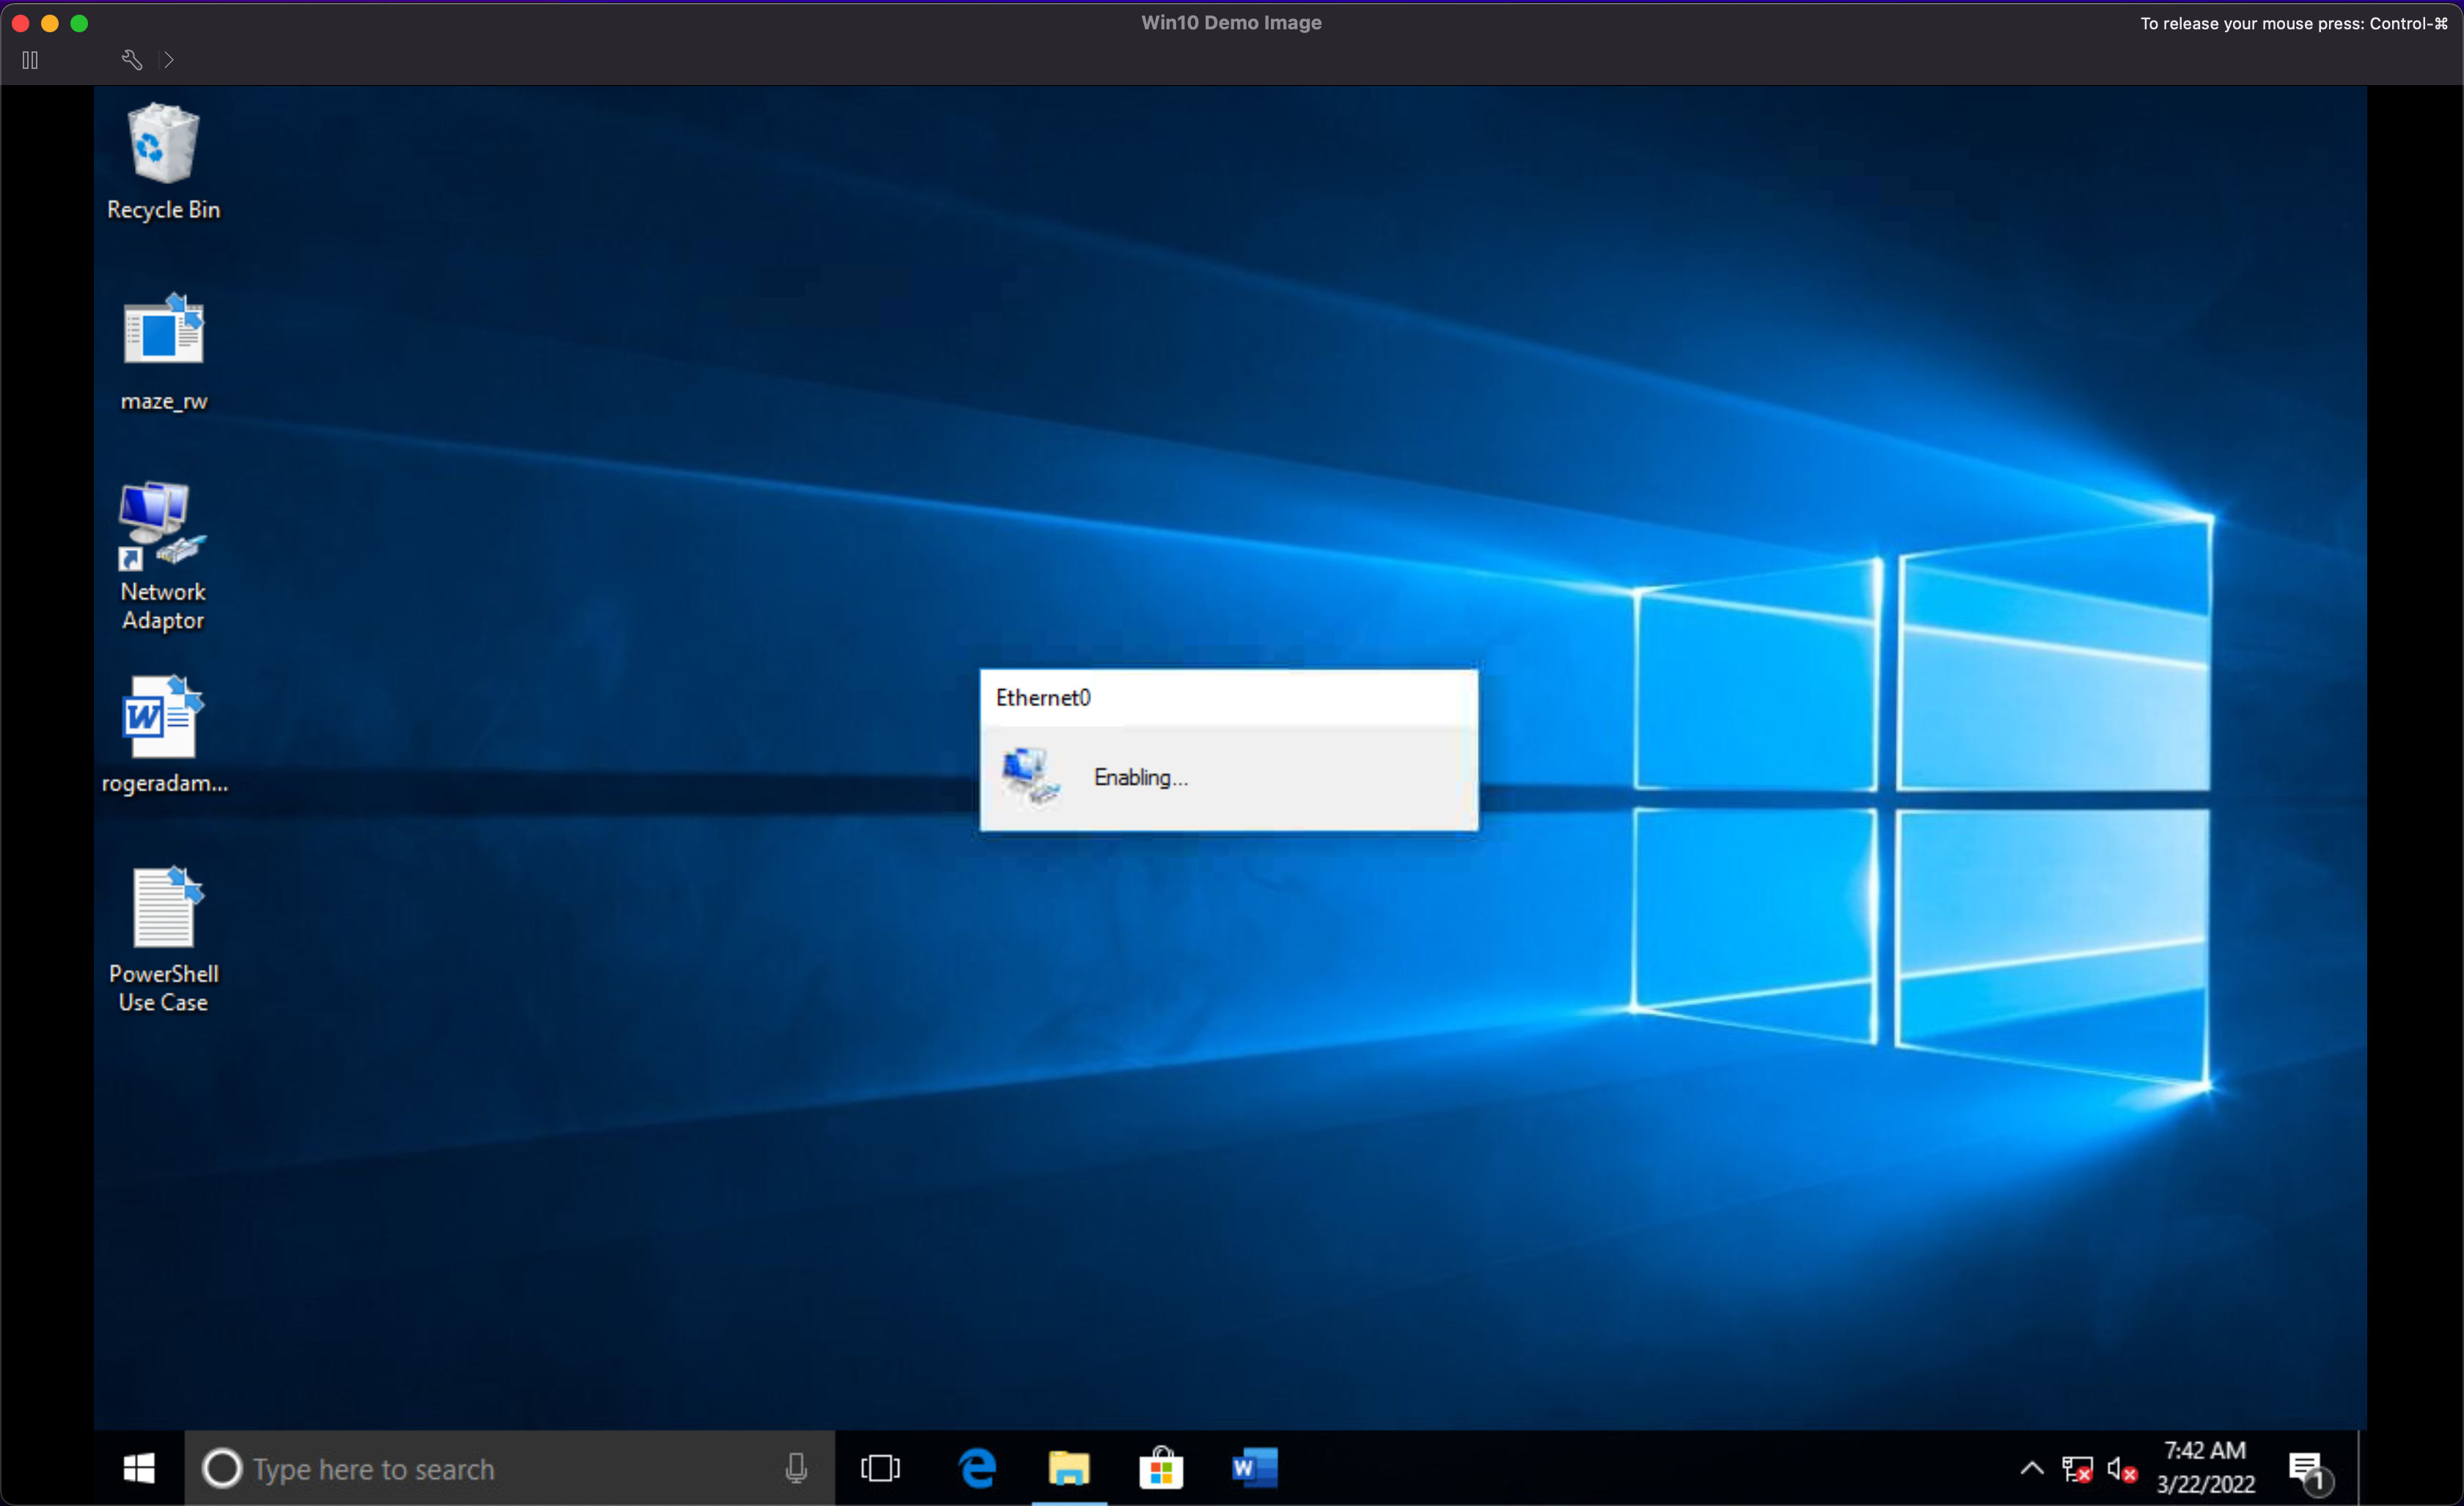 Win10 Demo Image
To release your mouse press: Control-⌘
Recycle Bin
maze_rw
Network
Adaptor
rogeradam...
PowerShell
Use Case
Ethernet0
Enabling...
Type here to search
7:42 AM
3/22/2022
1